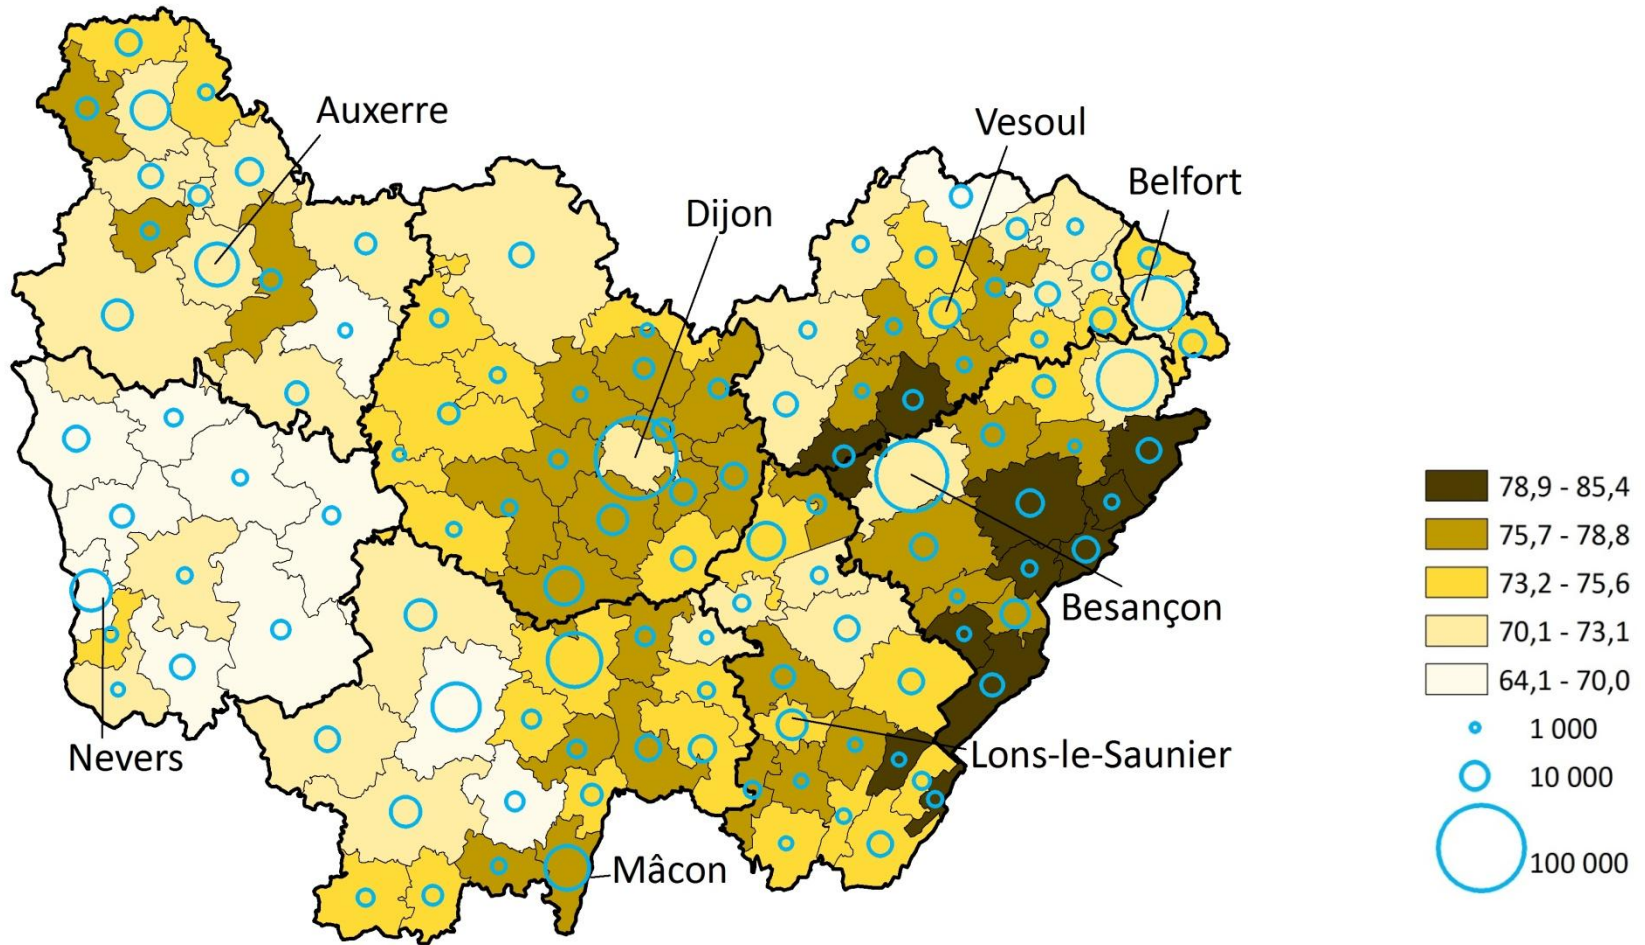 Auxerre
Vesoul
Belfort
Dijon
Besançon
Nevers
Lons-le-Saunier
Mâcon
78,9 - 85,4
75,7 - 78,8
73,2 - 75,6
70,1 - 73,1
64,1 - 70,0
1 000
10 000
100 000